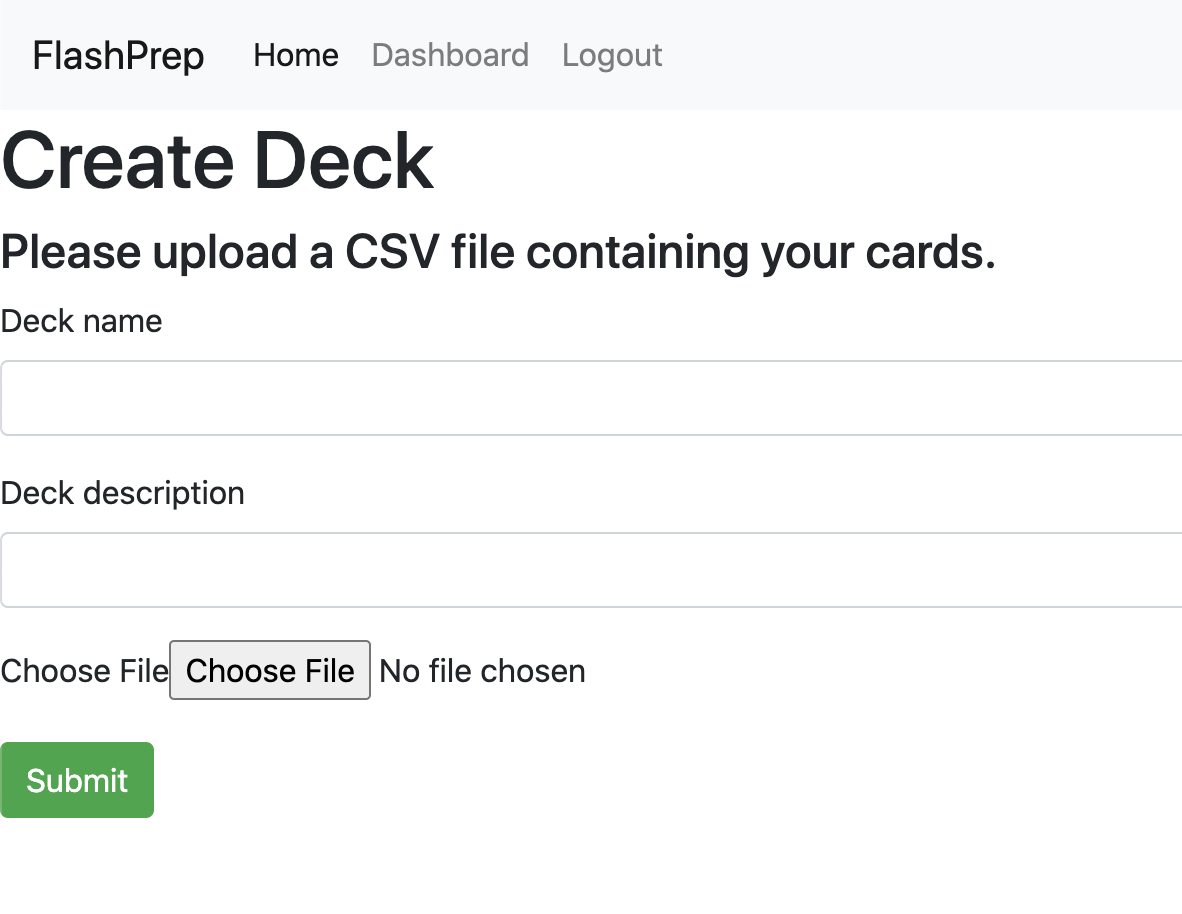 FlashPrep Home Dashboard Logout
Create Deck
Please upload a CSV file containing your cards.
Deck name
Deck description
Choose File Choose File No file chosen
Submit